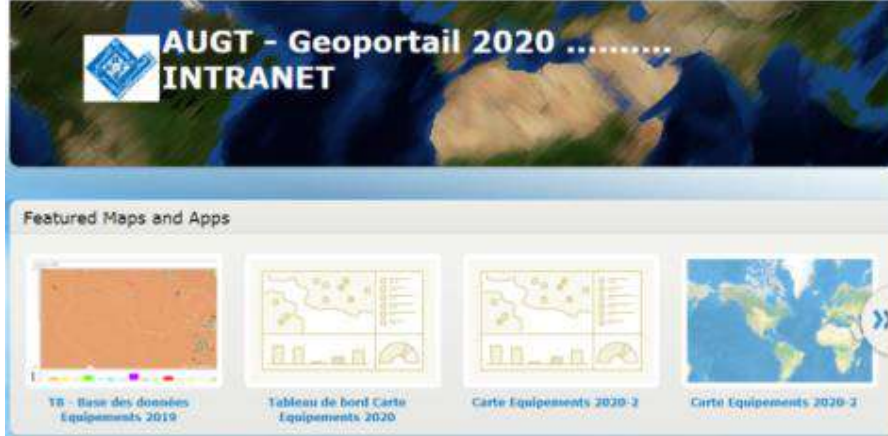 AUGT - Geoportail 2020 ..........
INTRANET
Featured Maps and Apps
TB - Base des données
Equipements 2019
Tableau de bord Carte
Equipements 2020
Carte Equipements 2020-2
Carte Equipements 2020-2